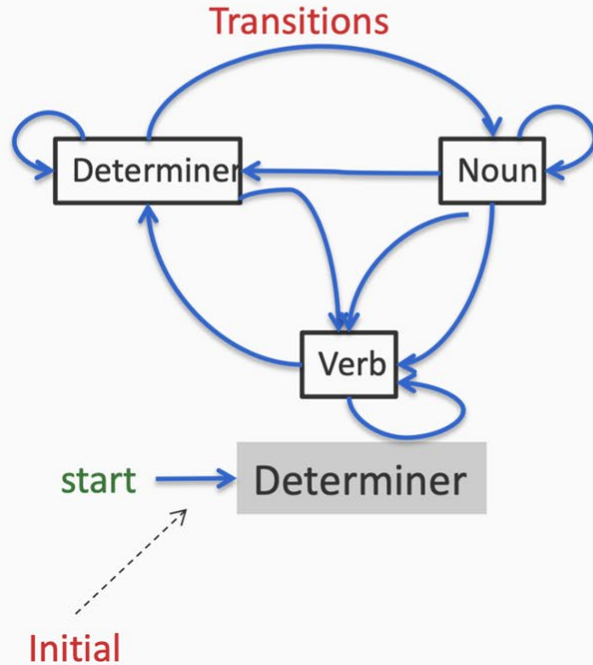 Transitions
Determiner
Noun
Verb
start
Determiner
Initial